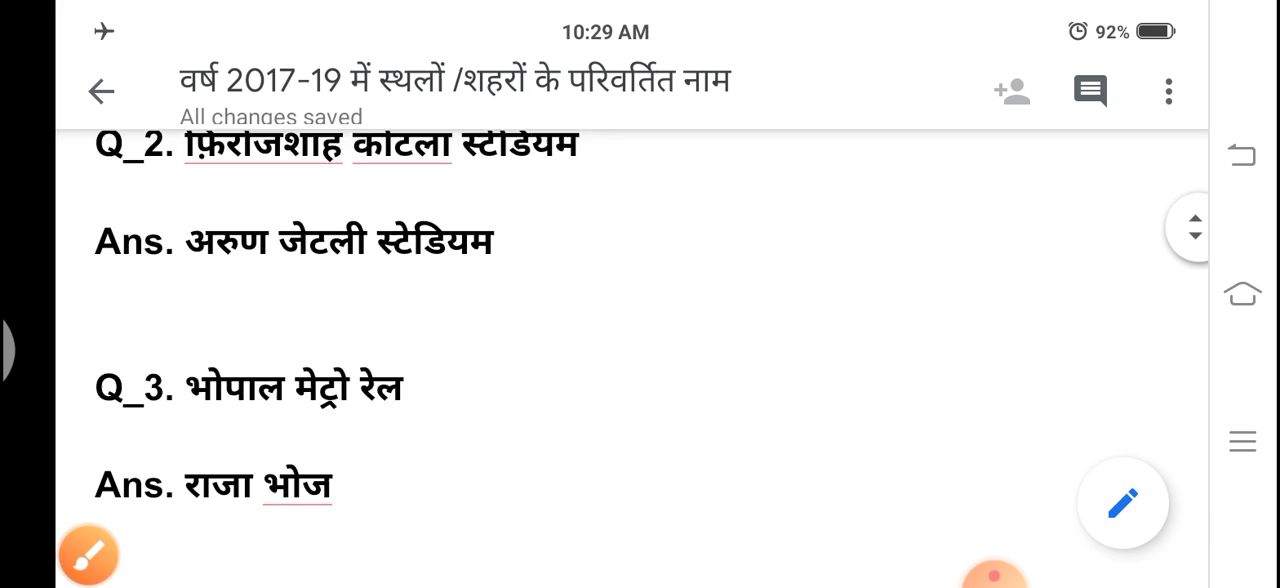 10:29 AM
92%
वर्ष 2017-19 में स्थलों /शहरों के परिवर्तित नाम
All changes saved
Q_2. फ़िरोजशाह कोटला स्टेडियम
Ans. अरुण जेटली स्टेडियम
Q_3. भोपाल मेट्रो रेल
Ans. राजा भोज